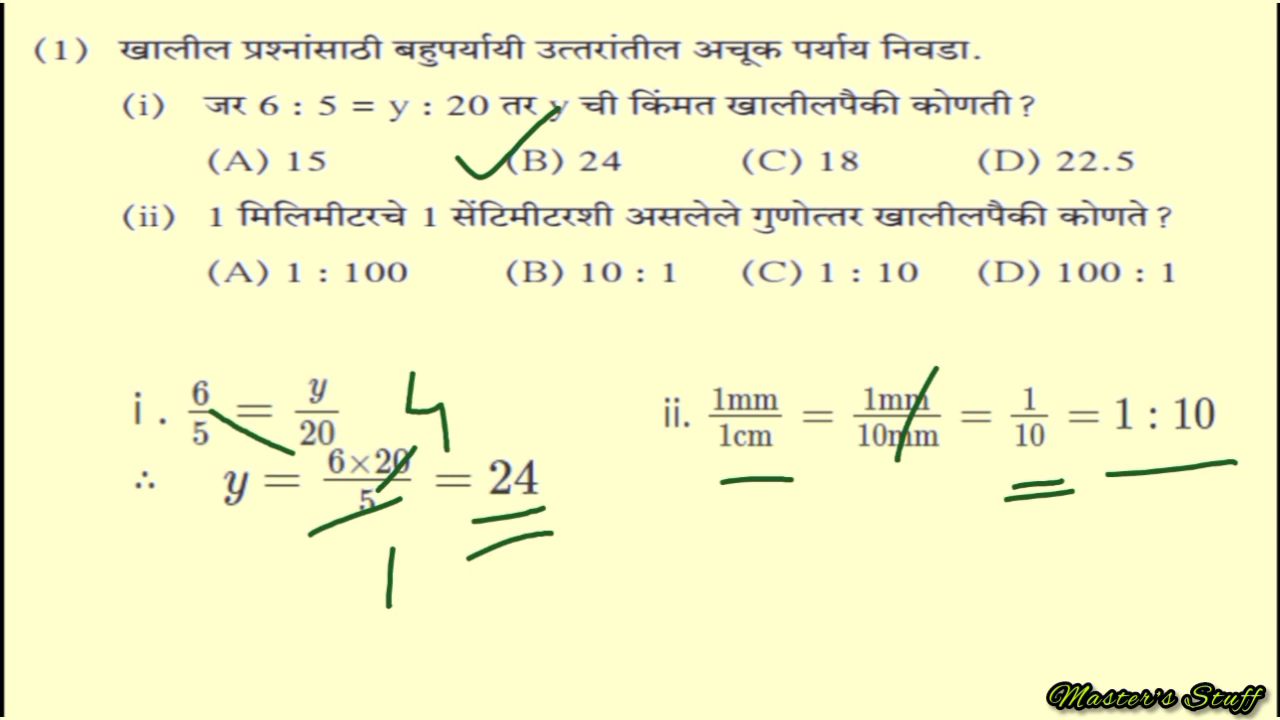 (1) खालील प्रश्नांसाठी बहुपर्यायी उत्तरांतील अचूक पर्याय निवडा.
(i) जर 6 : 5 = y : 20 तर y ची किंमत खालीलपैकी कोणती ?
(A) 15 (B) 24 (C) 18 (D) 22.5
(ii) 1 मिलिमीटरचे 1 सेंटिमीटरशी असलेले गुणोत्तर खालीलपैकी कोणते ?
(A) 1 : 100 (B) 10 : 1 (C) 1 : 10 (D) 100 : 1
i . 6/5 = y/20 4
∴ y = 6×20/5 = 24
1
ii. 1mm/1cm = 1mm/10mm = 1/10 = 1 : 10
Master's Stuff